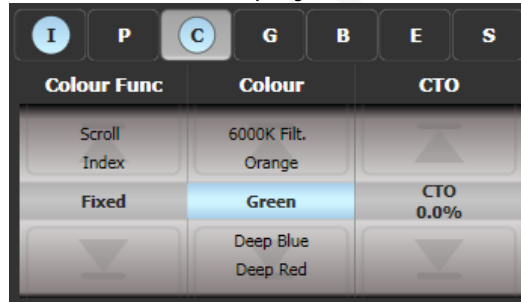 I P C G B E S
Colour Func Colour CTO
Scroll 6000K Filt.
Index Orange
Fixed Green CTO
0.0%
Deep Blue
Deep Red